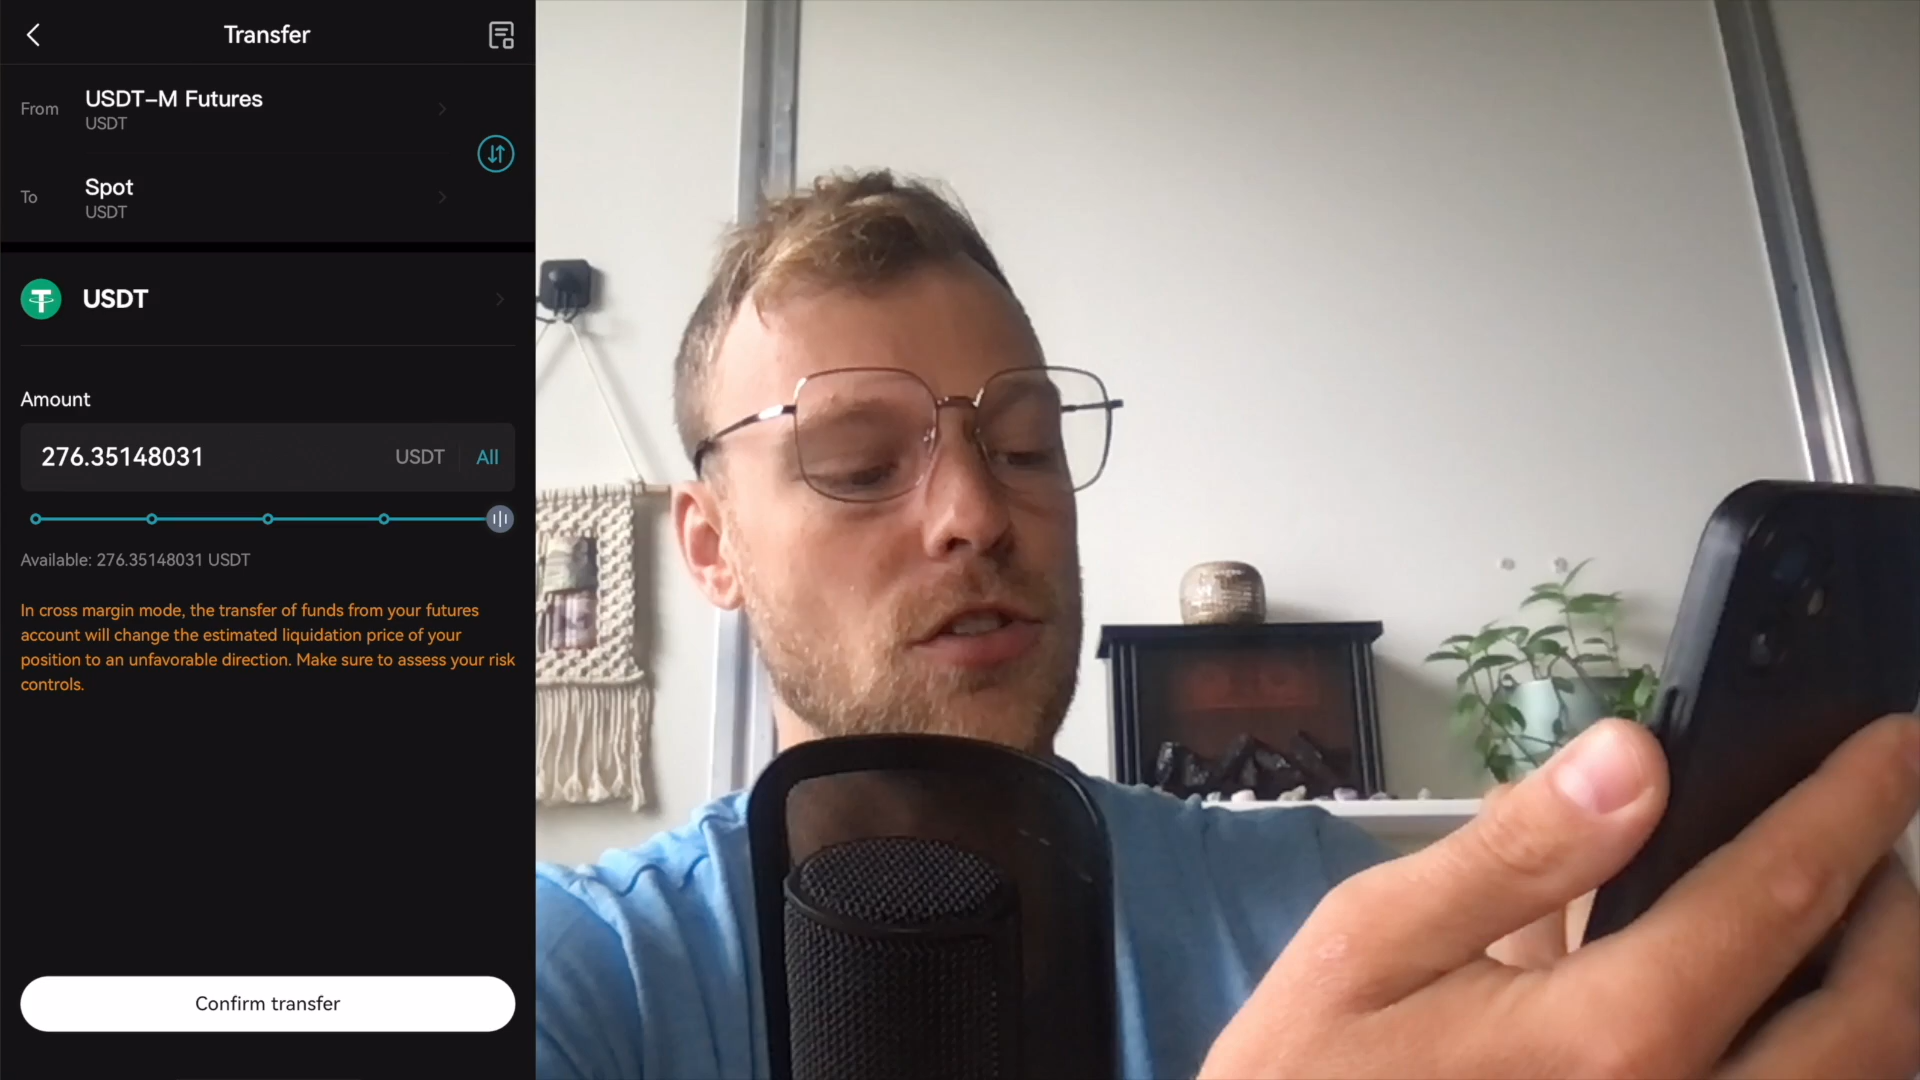 Transfer
From
USDT-M Futures
USDT
To
Spot
USDT
USDT
Amount
276.35148031 USDT All
Available: 276.35148031 USDT
In cross margin mode, the transfer of funds from your futures
account will change the estimated liquidation price of your
position to an unfavorable direction. Make sure to assess your risk
controls.
Confirm transfer